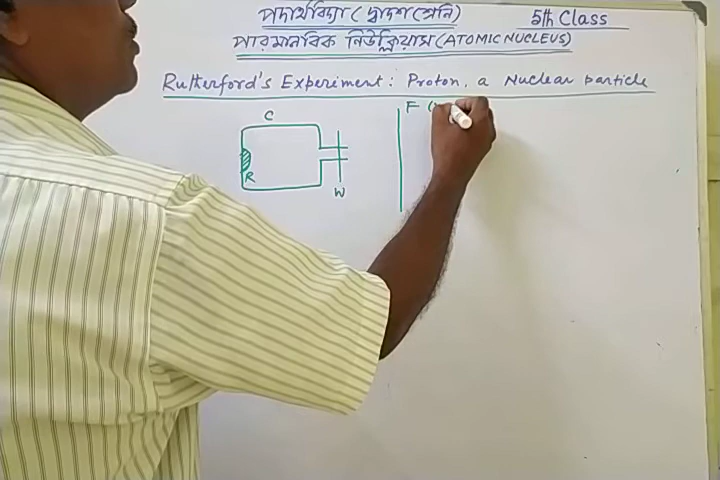 পদার্থবিদ্যা (দ্বাদশ শ্রেনি) 5th Class
পারমানবিক নিউক্লিয়াস (ATOMIC NUCLEUS)
Rutherford's Experiment: Proton, a Nuclear particle
C
F (
R
W